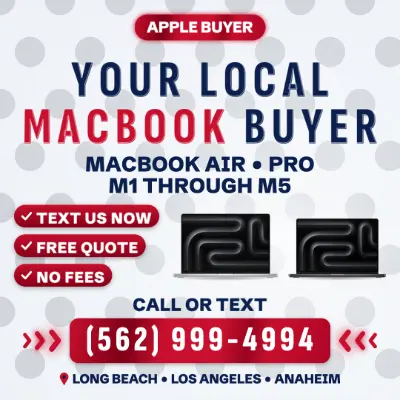 APPLE BUYER
YOUR LOCAL
MACBOOK BUYER
MACBOOK AIR • PRO
M1 THROUGH M5
TEXT US NOW
FREE QUOTE
NO FEES
CALL OR TEXT
(562) 999-4994
LONG BEACH • LOS ANGELES • ANAHEIM